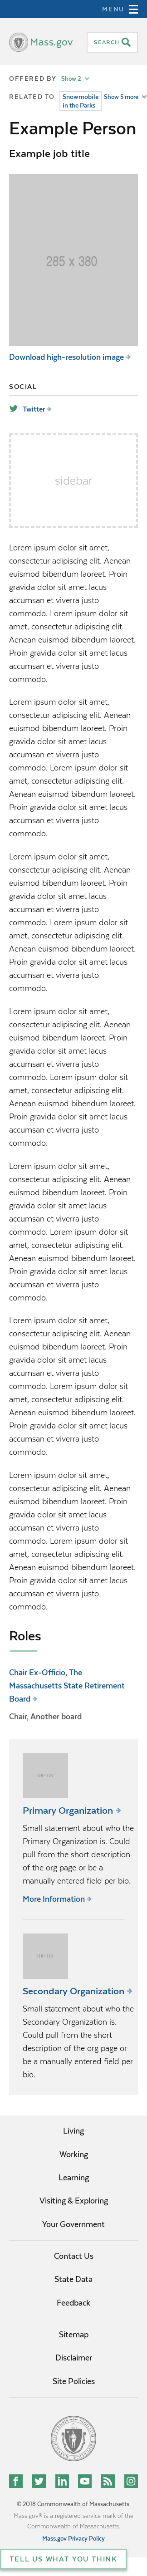 MENU
Mass.gov
SEARCH
OFFERED BY Show 2
RELATED TO Snowmobile in the Parks Show 5 more
Example Person
Example job title
285 x 380
Download high-resolution image
SOCIAL
Twitter
sidebar
Lorem ipsum dolor sit amet,
consectetur adipiscing elit. Aenean
euismod bibendum laoreet. Proin
gravida dolor sit amet lacus
accumsan et viverra justo
commodo. Lorem ipsum dolor sit
amet, consectetur adipiscing elit.
Aenean euismod bibendum laoreet.
Proin gravida dolor sit amet lacus
accumsan et viverra justo
commodo.
Lorem ipsum dolor sit amet,
consectetur adipiscing elit. Aenean
euismod bibendum laoreet. Proin
gravida dolor sit amet lacus
accumsan et viverra justo
commodo. Lorem ipsum dolor sit
amet, consectetur adipiscing elit.
Aenean euismod bibendum laoreet.
Proin gravida dolor sit amet lacus
accumsan et viverra justo
commodo.
Lorem ipsum dolor sit amet,
consectetur adipiscing elit. Aenean
euismod bibendum laoreet. Proin
gravida dolor sit amet lacus
accumsan et viverra justo
commodo. Lorem ipsum dolor sit
amet, consectetur adipiscing elit.
Aenean euismod bibendum laoreet.
Proin gravida dolor sit amet lacus
accumsan et viverra justo
commodo.
Lorem ipsum dolor sit amet,
consectetur adipiscing elit. Aenean
euismod bibendum laoreet. Proin
gravida dolor sit amet lacus
accumsan et viverra justo
commodo. Lorem ipsum dolor sit
amet, consectetur adipiscing elit.
Aenean euismod bibendum laoreet.
Proin gravida dolor sit amet lacus
accumsan et viverra justo
commodo.
Lorem ipsum dolor sit amet,
consectetur adipiscing elit. Aenean
euismod bibendum laoreet. Proin
gravida dolor sit amet lacus
accumsan et viverra justo
commodo. Lorem ipsum dolor sit
amet, consectetur adipiscing elit.
Aenean euismod bibendum laoreet.
Proin gravida dolor sit amet lacus
accumsan et viverra justo
commodo.
Lorem ipsum dolor sit amet,
consectetur adipiscing elit. Aenean
euismod bibendum laoreet. Proin
gravida dolor sit amet lacus
accumsan et viverra justo
commodo. Lorem ipsum dolor sit
amet, consectetur adipiscing elit.
Aenean euismod bibendum laoreet.
Proin gravida dolor sit amet lacus
accumsan et viverra justo
commodo.
Lorem ipsum dolor sit amet,
consectetur adipiscing elit. Aenean
euismod bibendum laoreet. Proin
gravida dolor sit amet lacus
accumsan et viverra justo
commodo. Lorem ipsum dolor sit
amet, consectetur adipiscing elit.
Aenean euismod bibendum laoreet.
Proin gravida dolor sit amet lacus
accumsan et viverra justo
commodo.
Roles
Chair Ex-Officio, The
Massachusetts State Retirement
Board
Chair, Another board
Primary Organization
Small statement about who the
Primary Organization is. Could
pull from the short description
of the org page or be a
manually entered field per bio.
More Information
Secondary Organization
Small statement about who the
Secondary Organization is.
Could pull from the short
description of the org page or
be a manually entered field per
bio.
Living
Working
Learning
Visiting & Exploring
Your Government
Contact Us
State Data
Feedback
Sitemap
Disclaimer
Site Policies
© 2018 Commonwealth of Massachusetts.
Mass.gov® is a registered service mark of the
Commonwealth of Massachusetts.
Mass.gov Privacy Policy
TELL US WHAT YOU THINK